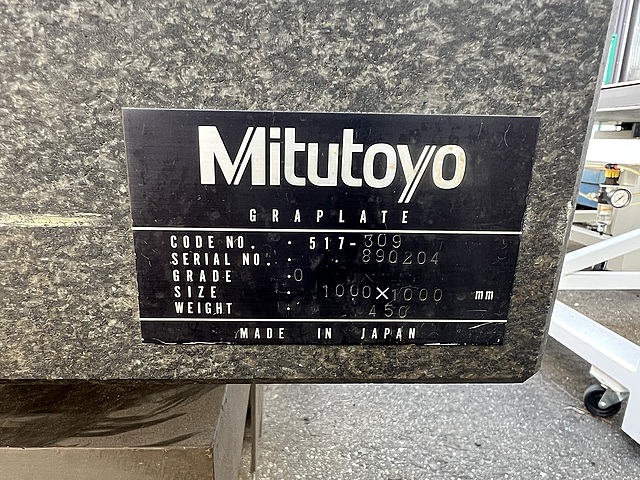 Mitutoyo
GRAPLATE
CODE NO. · 517-309
SERIAL NO. · · 890204
GRADE · 0
SIZE · 1000×1000 mm
WEIGHT · 450
MADE IN JAPAN